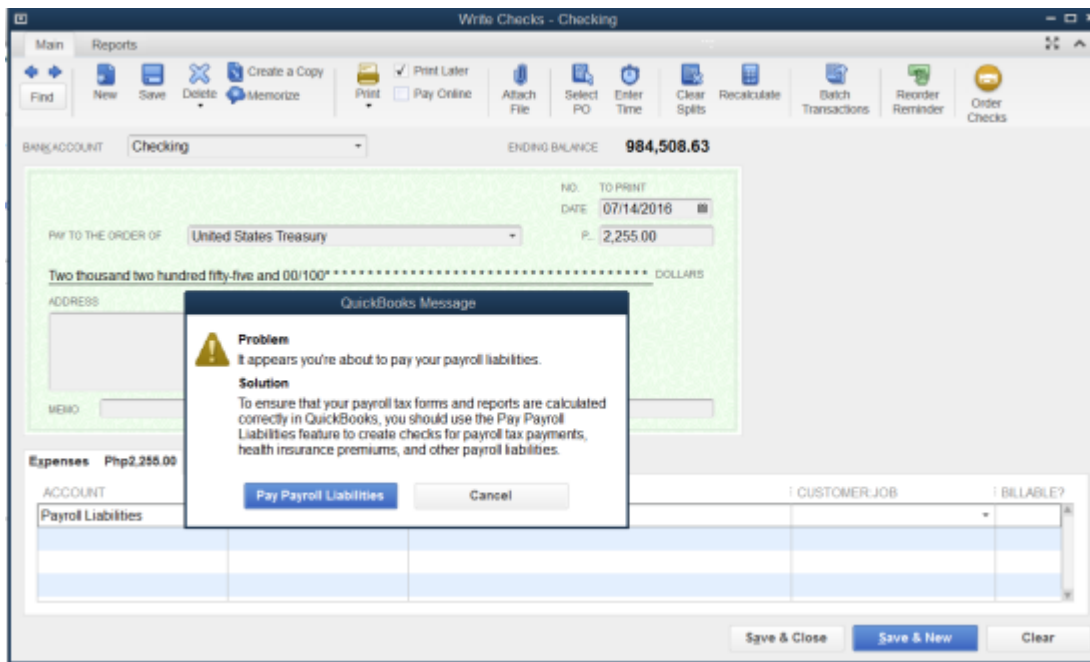 Write Checks - Checking
Main Reports
Find New Save Delete Create a Copy Memorize Print Print Later Pay Online Attach File Select PO Enter Time Clear Splits Recalculate Batch Transactions Reorder Reminder Order Checks
BANK ACCOUNT Checking ENDING BALANCE 984,508.63
NO. TO PRINT
DATE 07/14/2016
PAY TO THE ORDER OF United States Treasury P... 2,255.00
Two thousand two hundred fifty-five and 00/100* * * * * * * * * * * * * * * * * * * * * * * * * * * * * * * * * * * * * * DOLLARS
ADDRESS
QuickBooks Message
Problem
It appears you're about to pay your payroll liabilities.
Solution
To ensure that your payroll tax forms and reports are calculated
correctly in QuickBooks, you should use the Pay Payroll
Liabilities feature to create checks for payroll tax payments,
health insurance premiums, and other payroll liabilities.
MEMO
Pay Payroll Liabilities Cancel
Expenses Php2,255.00
ACCOUNT CUSTOMER:JOB BILLABLE?
Payroll Liabilities
Save & Close Save & New Clear